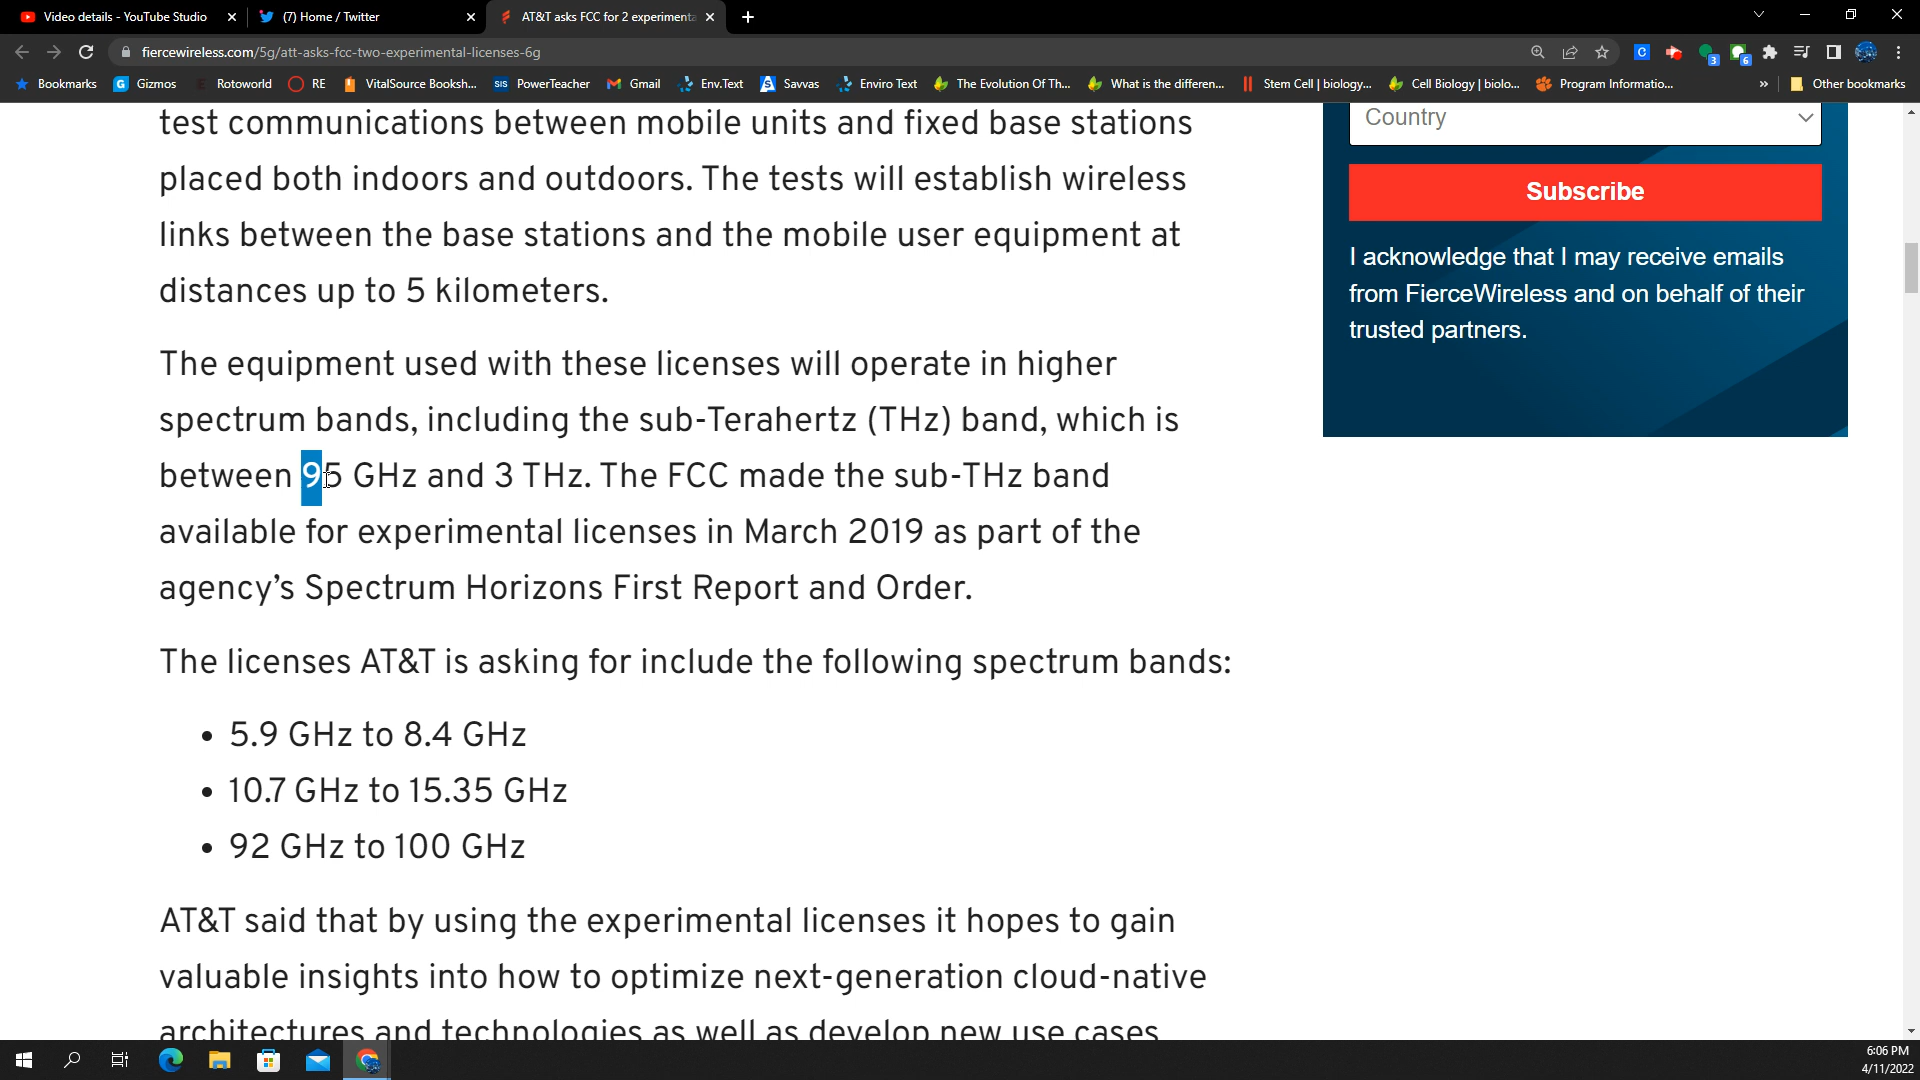 Video details - YouTube Studio
(7) Home / Twitter
AT&T asks FCC for 2 experimenta
fiercewireless.com/5g/att-asks-fcc-two-experimental-licenses-6g
Bookmarks
Gizmos
Rotoworld
RE
VitalSource Booksh...
SIS PowerTeacher
Gmail
Env.Text
Savvas
Enviro Text
The Evolution Of Th...
What is the differen...
Stem Cell | biology...
Cell Biology | biolo...
Program Informatio...
»
Other bookmarks
test communications between mobile units and fixed base stations
placed both indoors and outdoors. The tests will establish wireless
links between the base stations and the mobile user equipment at
distances up to 5 kilometers.
The equipment used with these licenses will operate in higher
spectrum bands, including the sub-Terahertz (THz) band, which is
between 95 GHz and 3 THz. The FCC made the sub-THz band
available for experimental licenses in March 2019 as part of the
agency’s Spectrum Horizons First Report and Order.
The licenses AT&T is asking for include the following spectrum bands:
• 5.9 GHz to 8.4 GHz
• 10.7 GHz to 15.35 GHz
• 92 GHz to 100 GHz
AT&T said that by using the experimental licenses it hopes to gain
valuable insights into how to optimize next-generation cloud-native
architectures and technologies as well as develop new use cases
Country
Subscribe
I acknowledge that I may receive emails
from FierceWireless and on behalf of their
trusted partners.
6:06 PM
4/11/2022